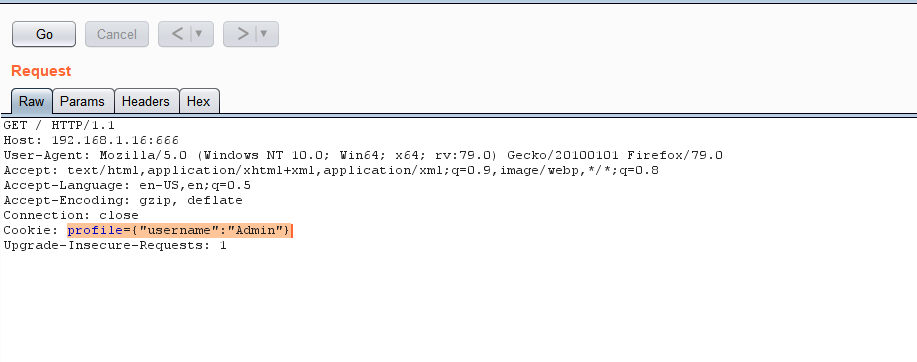 Go Cancel < ▼ > ▼
Request
Raw Params Headers Hex
GET / HTTP/1.1
Host: 192.168.1.16:666
User-Agent: Mozilla/5.0 (Windows NT 10.0; Win64; x64; rv:79.0) Gecko/20100101 Firefox/79.0
Accept: text/html,application/xhtml+xml,application/xml;q=0.9,image/webp,*/*;q=0.8
Accept-Language: en-US,en;q=0.5
Accept-Encoding: gzip, deflate
Connection: close
Cookie: profile={"username":"Admin"}
Upgrade-Insecure-Requests: 1